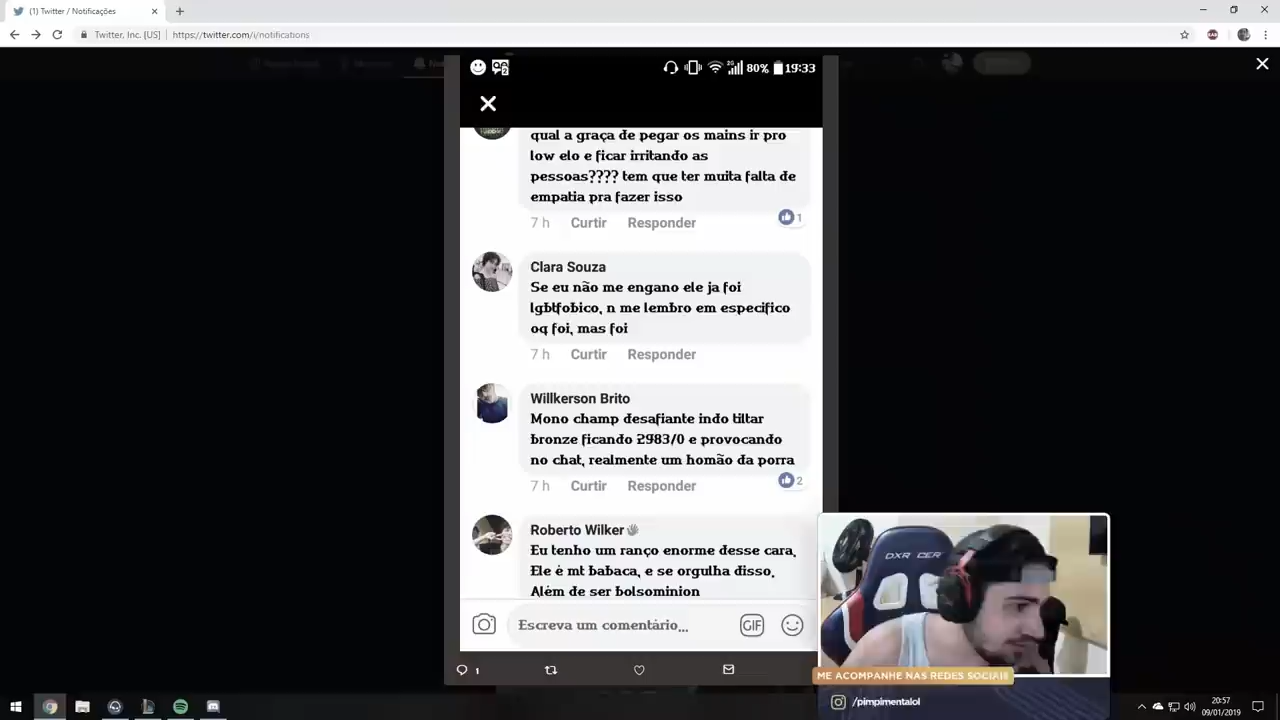 (1) Twitter / Notificações
Twitter, Inc. [US]
https://twitter.com/i/notifications
80% 19:33
qual a graça de pegar os mains ir pro
low elo e ficar irritando as
pessoas???? tem que ter muita falta de
empatia pra fazer isso
7 h Curtir Responder 1
Clara Souza
Se eu não me engano ele ja foi
lgbtfobico, n me lembro em especifico
oq foi, mas foi
7 h Curtir Responder
Willkerson Brito
Mono champ desafiante indo tiltar
bronze ficando 2983/0 e provocando
no chat, realmente um homão da porra
7 h Curtir Responder 2
Roberto Wilker
Eu tenho um ranço enorme desse cara,
Ele é mt babaca, e se orgulha disso,
Além de ser bolsominion
Escreva um comentário...
GIF
1
DXR CER
ME ACOMPANHE NAS REDES SOCIAIS
/pimpimentalol
20:57
09/01/2019